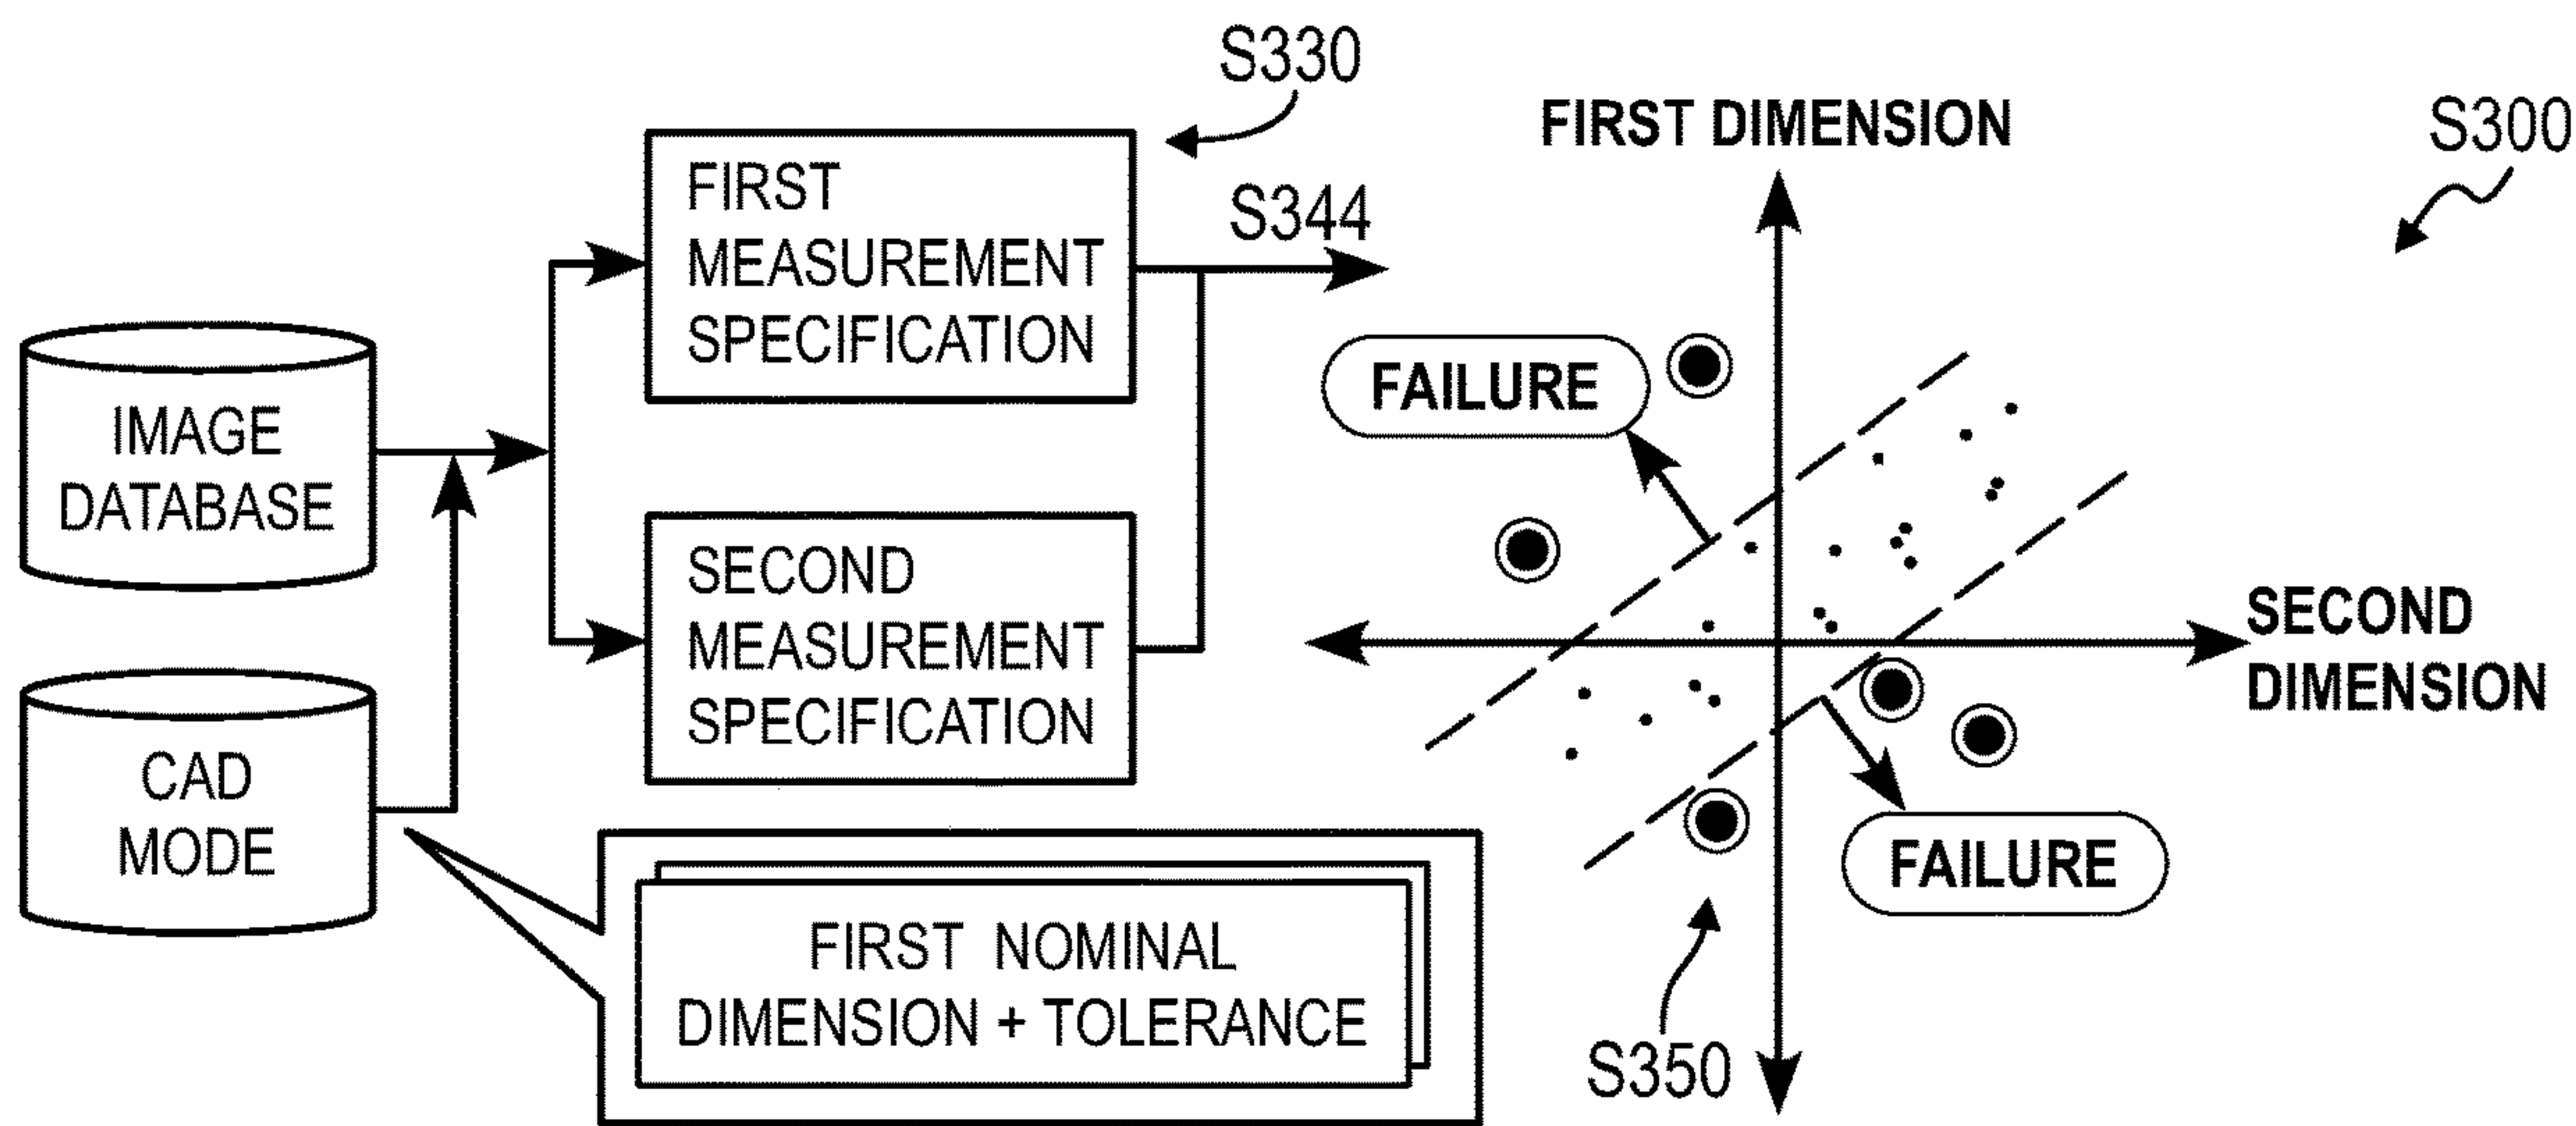 S330
FIRST DIMENSION
S300
FIRST
MEASUREMENT
SPECIFICATION
S344
IMAGE
DATABASE
FAILURE
SECOND
MEASUREMENT
SPECIFICATION
SECOND
DIMENSION
CAD
MODE
FAILURE
FIRST NOMINAL
DIMENSION + TOLERANCE
S350